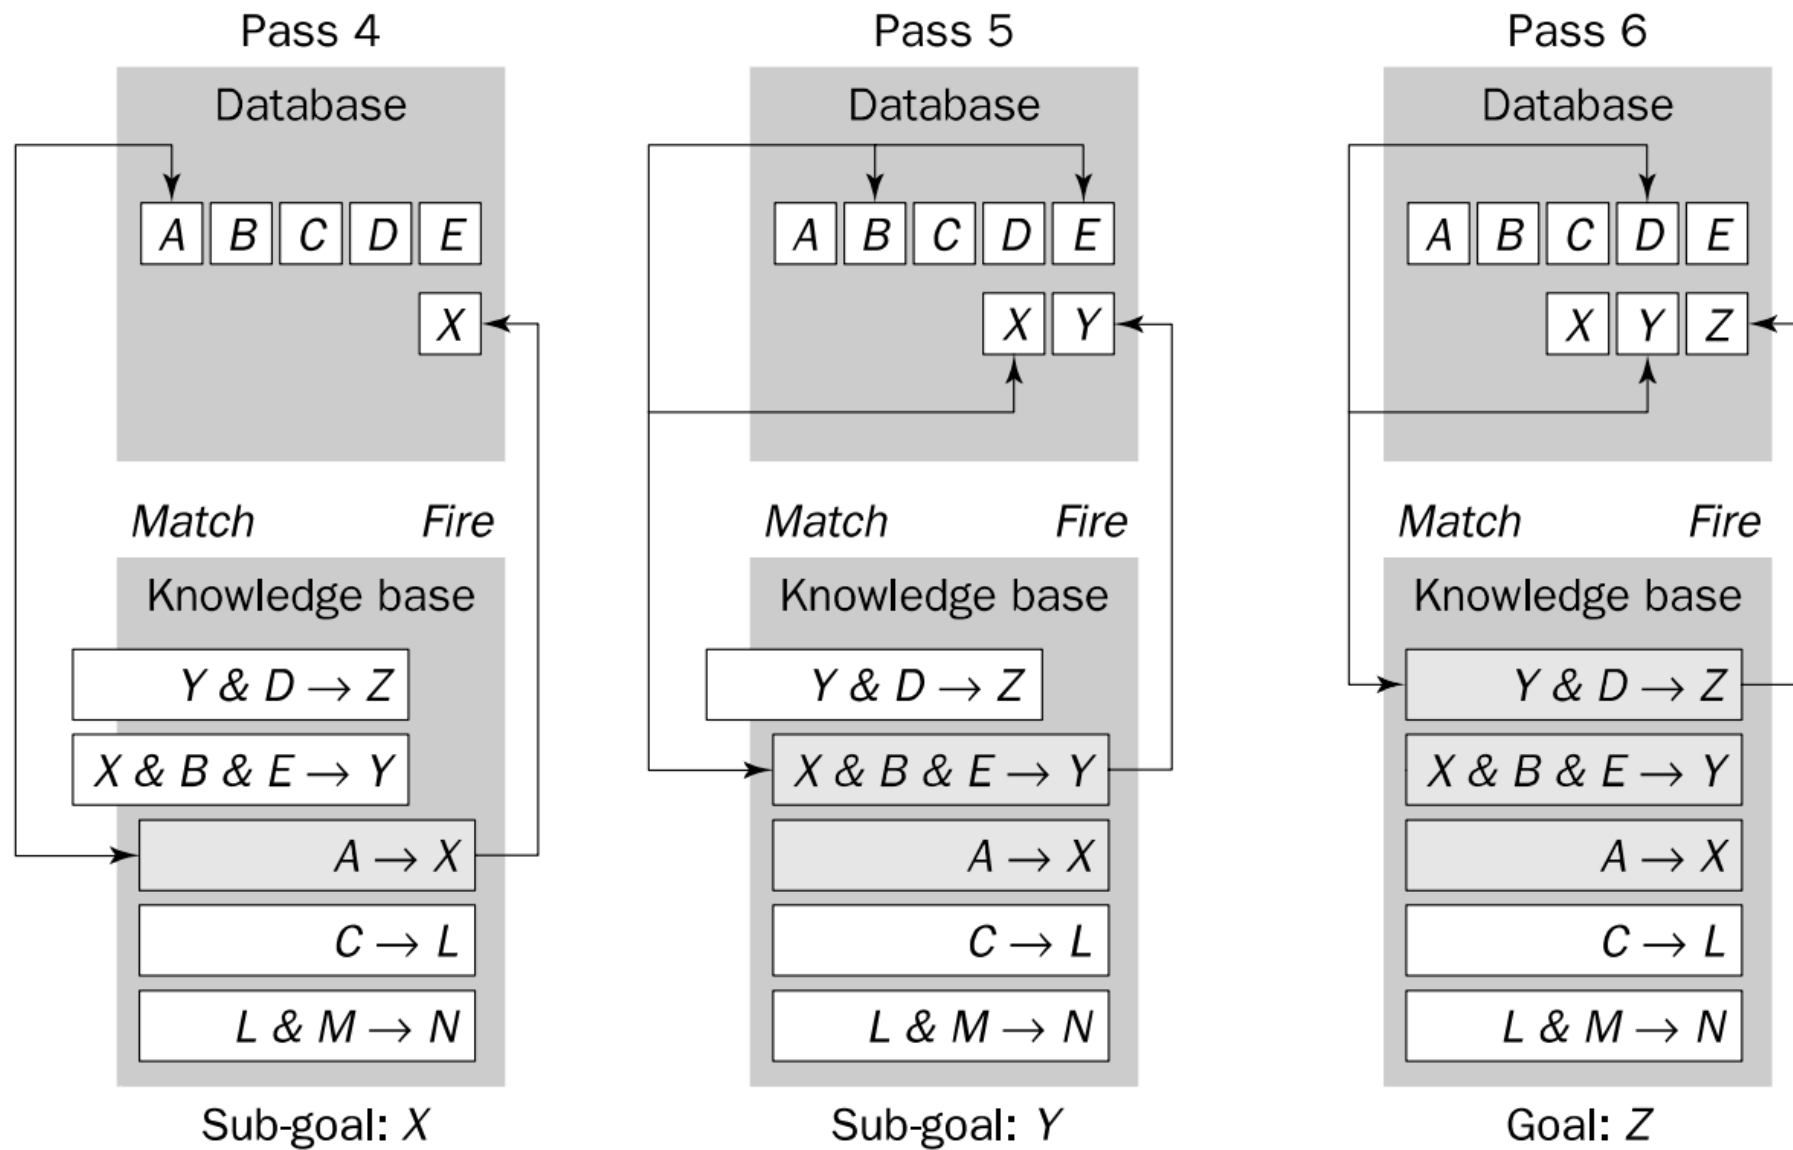 Pass 4
Database
A B C D E
X
Match Fire
Knowledge base
Y & D → Z
X & B & E → Y
A → X
C → L
L & M → N
Sub-goal: X
Pass 5
Database
A B C D E
X Y
Match Fire
Knowledge base
Y & D → Z
X & B & E → Y
A → X
C → L
L & M → N
Sub-goal: Y
Pass 6
Database
A B C D E
X Y Z
Match Fire
Knowledge base
Y & D → Z
X & B & E → Y
A → X
C → L
L & M → N
Goal: Z